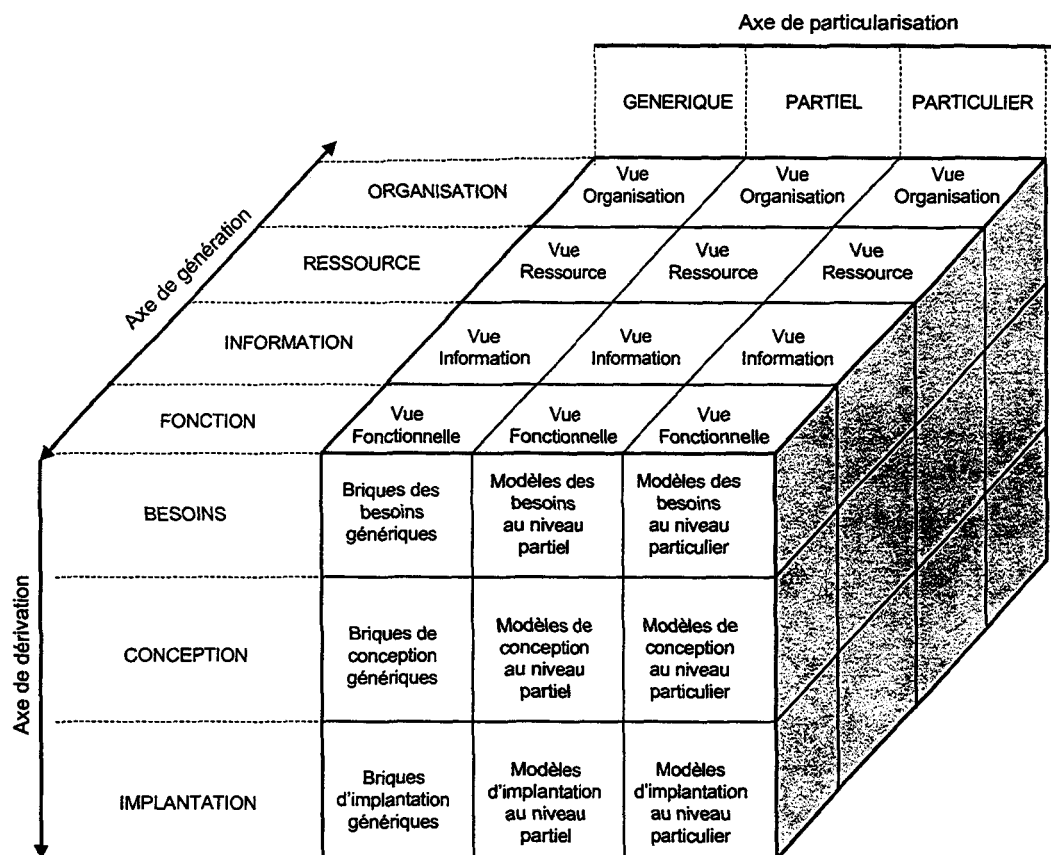 Axe de particularisation
GENERIQUE PARTIEL PARTICULIER
Axe de génération
ORGANISATION
Vue
Organisation
Vue
Organisation
Vue
Organisation
RESSOURCE
Vue
Ressource
Vue
Ressource
Vue
Ressource
INFORMATION
Vue
Information
Vue
Information
Vue
Information
FONCTION
Vue
Fonctionnelle
Vue
Fonctionnelle
Vue
Fonctionnelle
Axe de dérivation
BESOINS
Briques des
besoins
génériques
Modèles des
besoins
au niveau
partiel
Modèles des
besoins
au niveau
particulier
CONCEPTION
Briques de
conception
génériques
Modèles de
conception
au niveau
partiel
Modèles de
conception
au niveau
particulier
IMPLANTATION
Briques
d'implantation
génériques
Modèles
d'implantation
au niveau
partiel
Modèles
d'implantation
au niveau
particulier